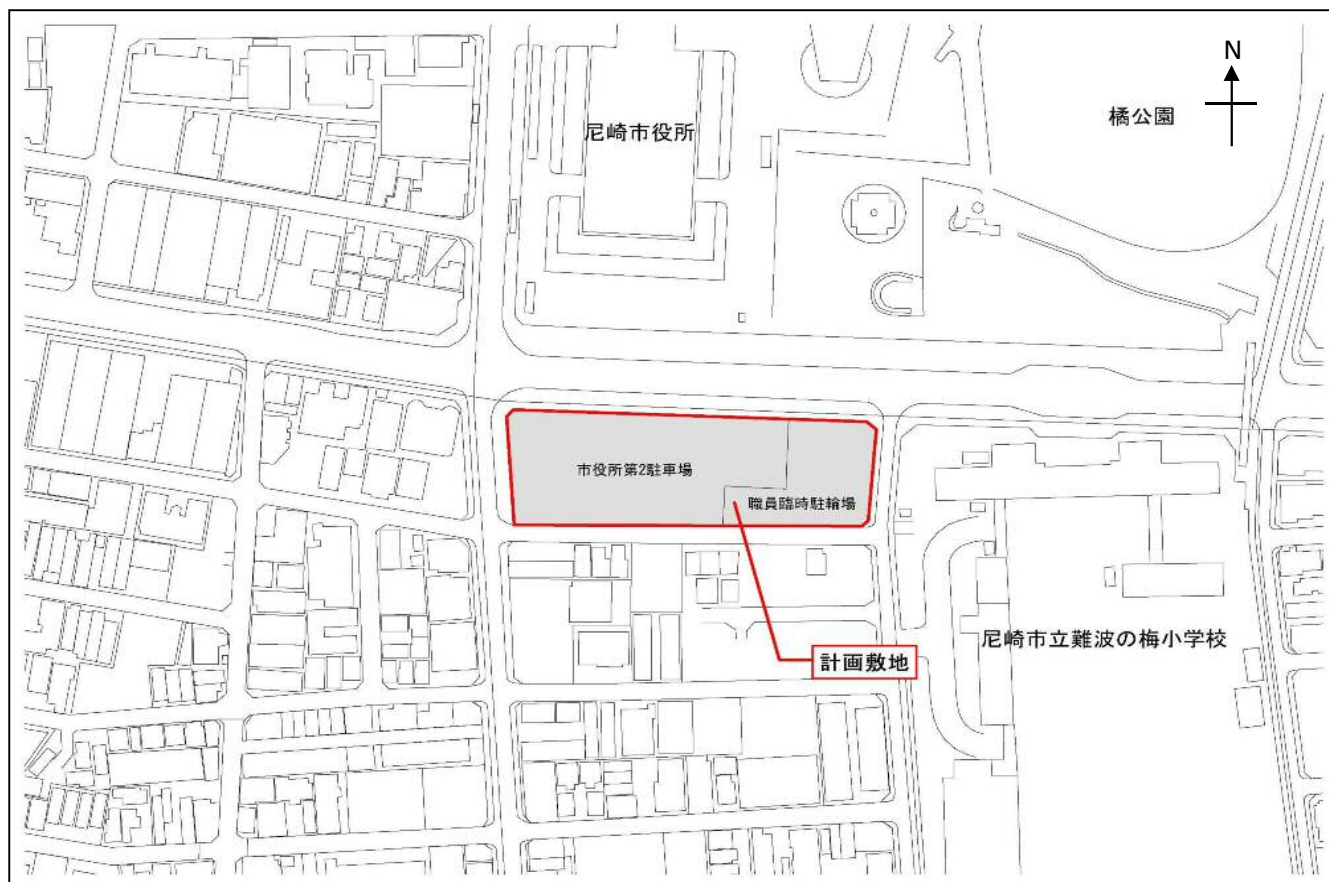 N
橘公園
尼崎市役所
市役所第2駐車場
職員臨時駐輪場
尼崎市立難波の梅小学校
計画敷地